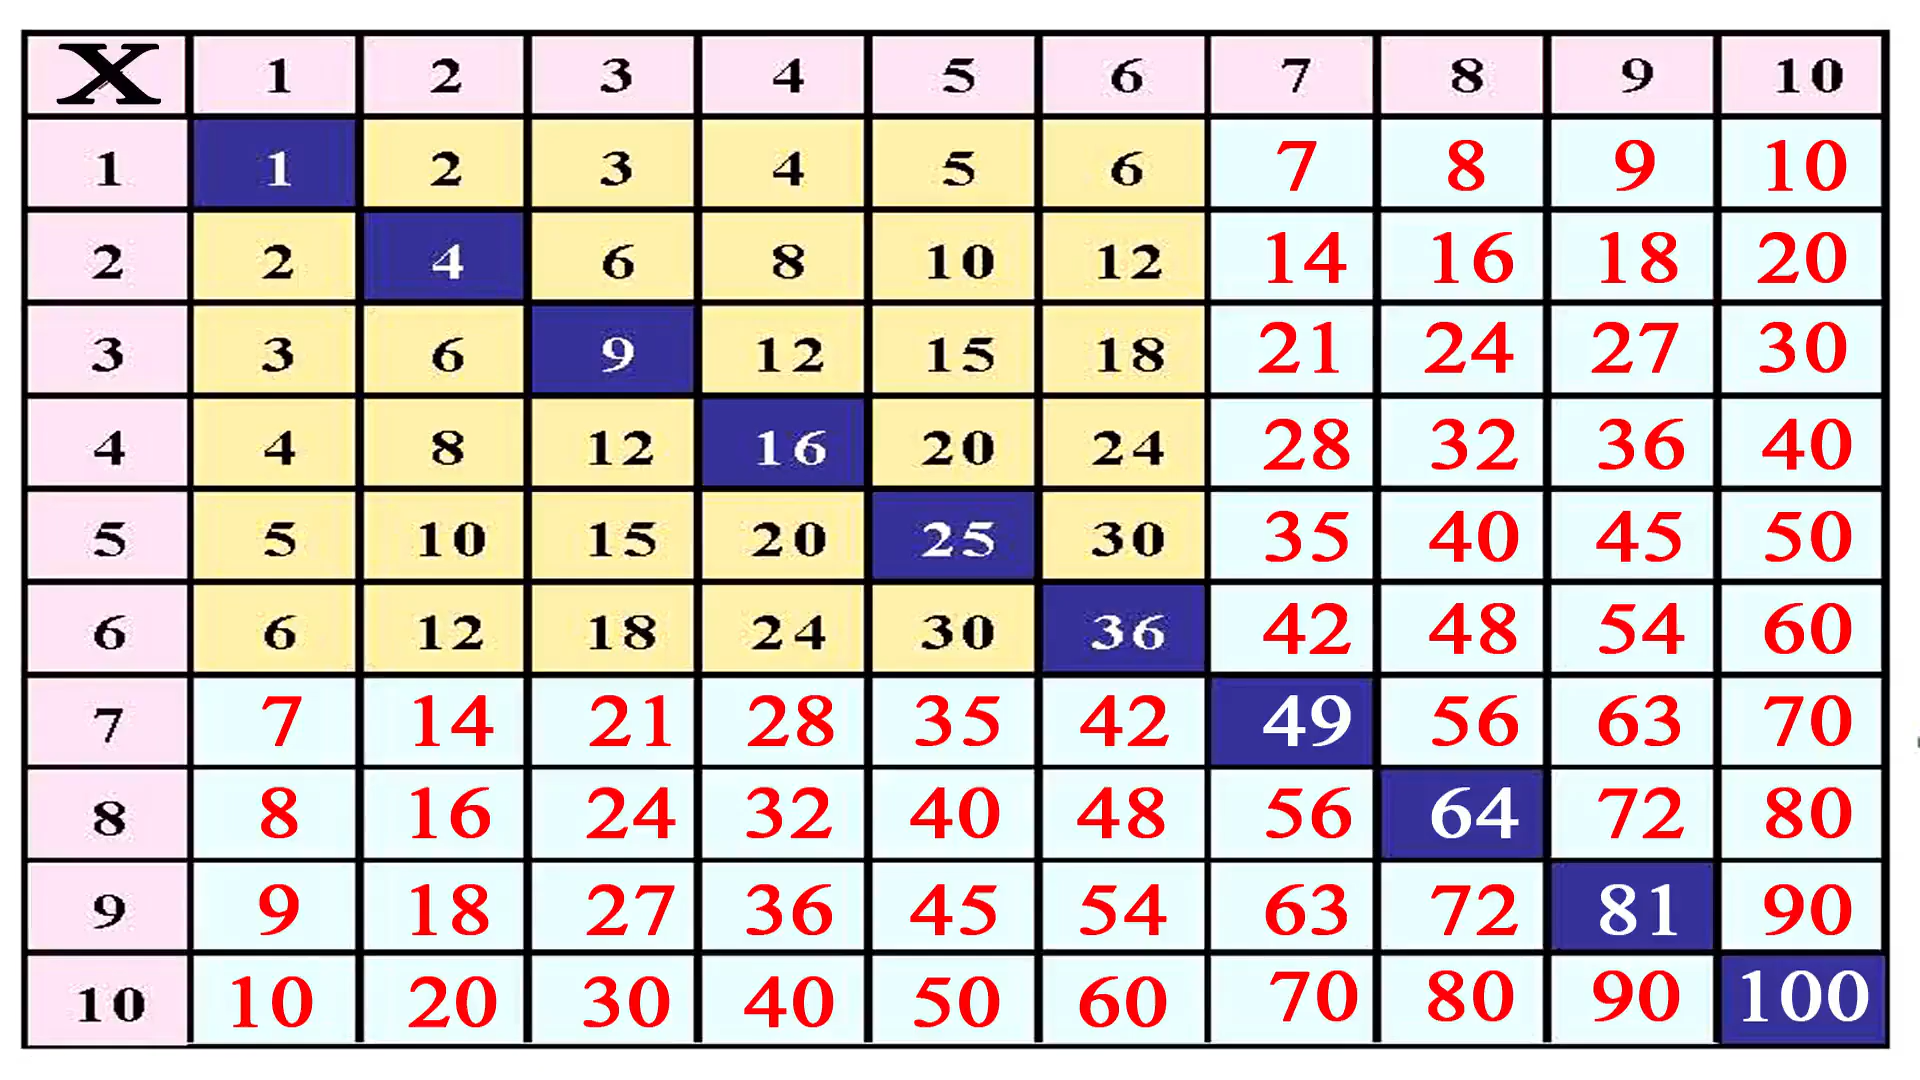 X 1 2 3 4 5 6 7 8 9 10
1 1 2 3 4 5 6 7 8 9 10
2 2 4 6 8 10 12 14 16 18 20
3 3 6 9 12 15 18 21 24 27 30
4 4 8 12 16 20 24 28 32 36 40
5 5 10 15 20 25 30 35 40 45 50
6 6 12 18 24 30 36 42 48 54 60
7 7 14 21 28 35 42 49 56 63 70
8 8 16 24 32 40 48 56 64 72 80
9 9 18 27 36 45 54 63 72 81 90
10 10 20 30 40 50 60 70 80 90 100